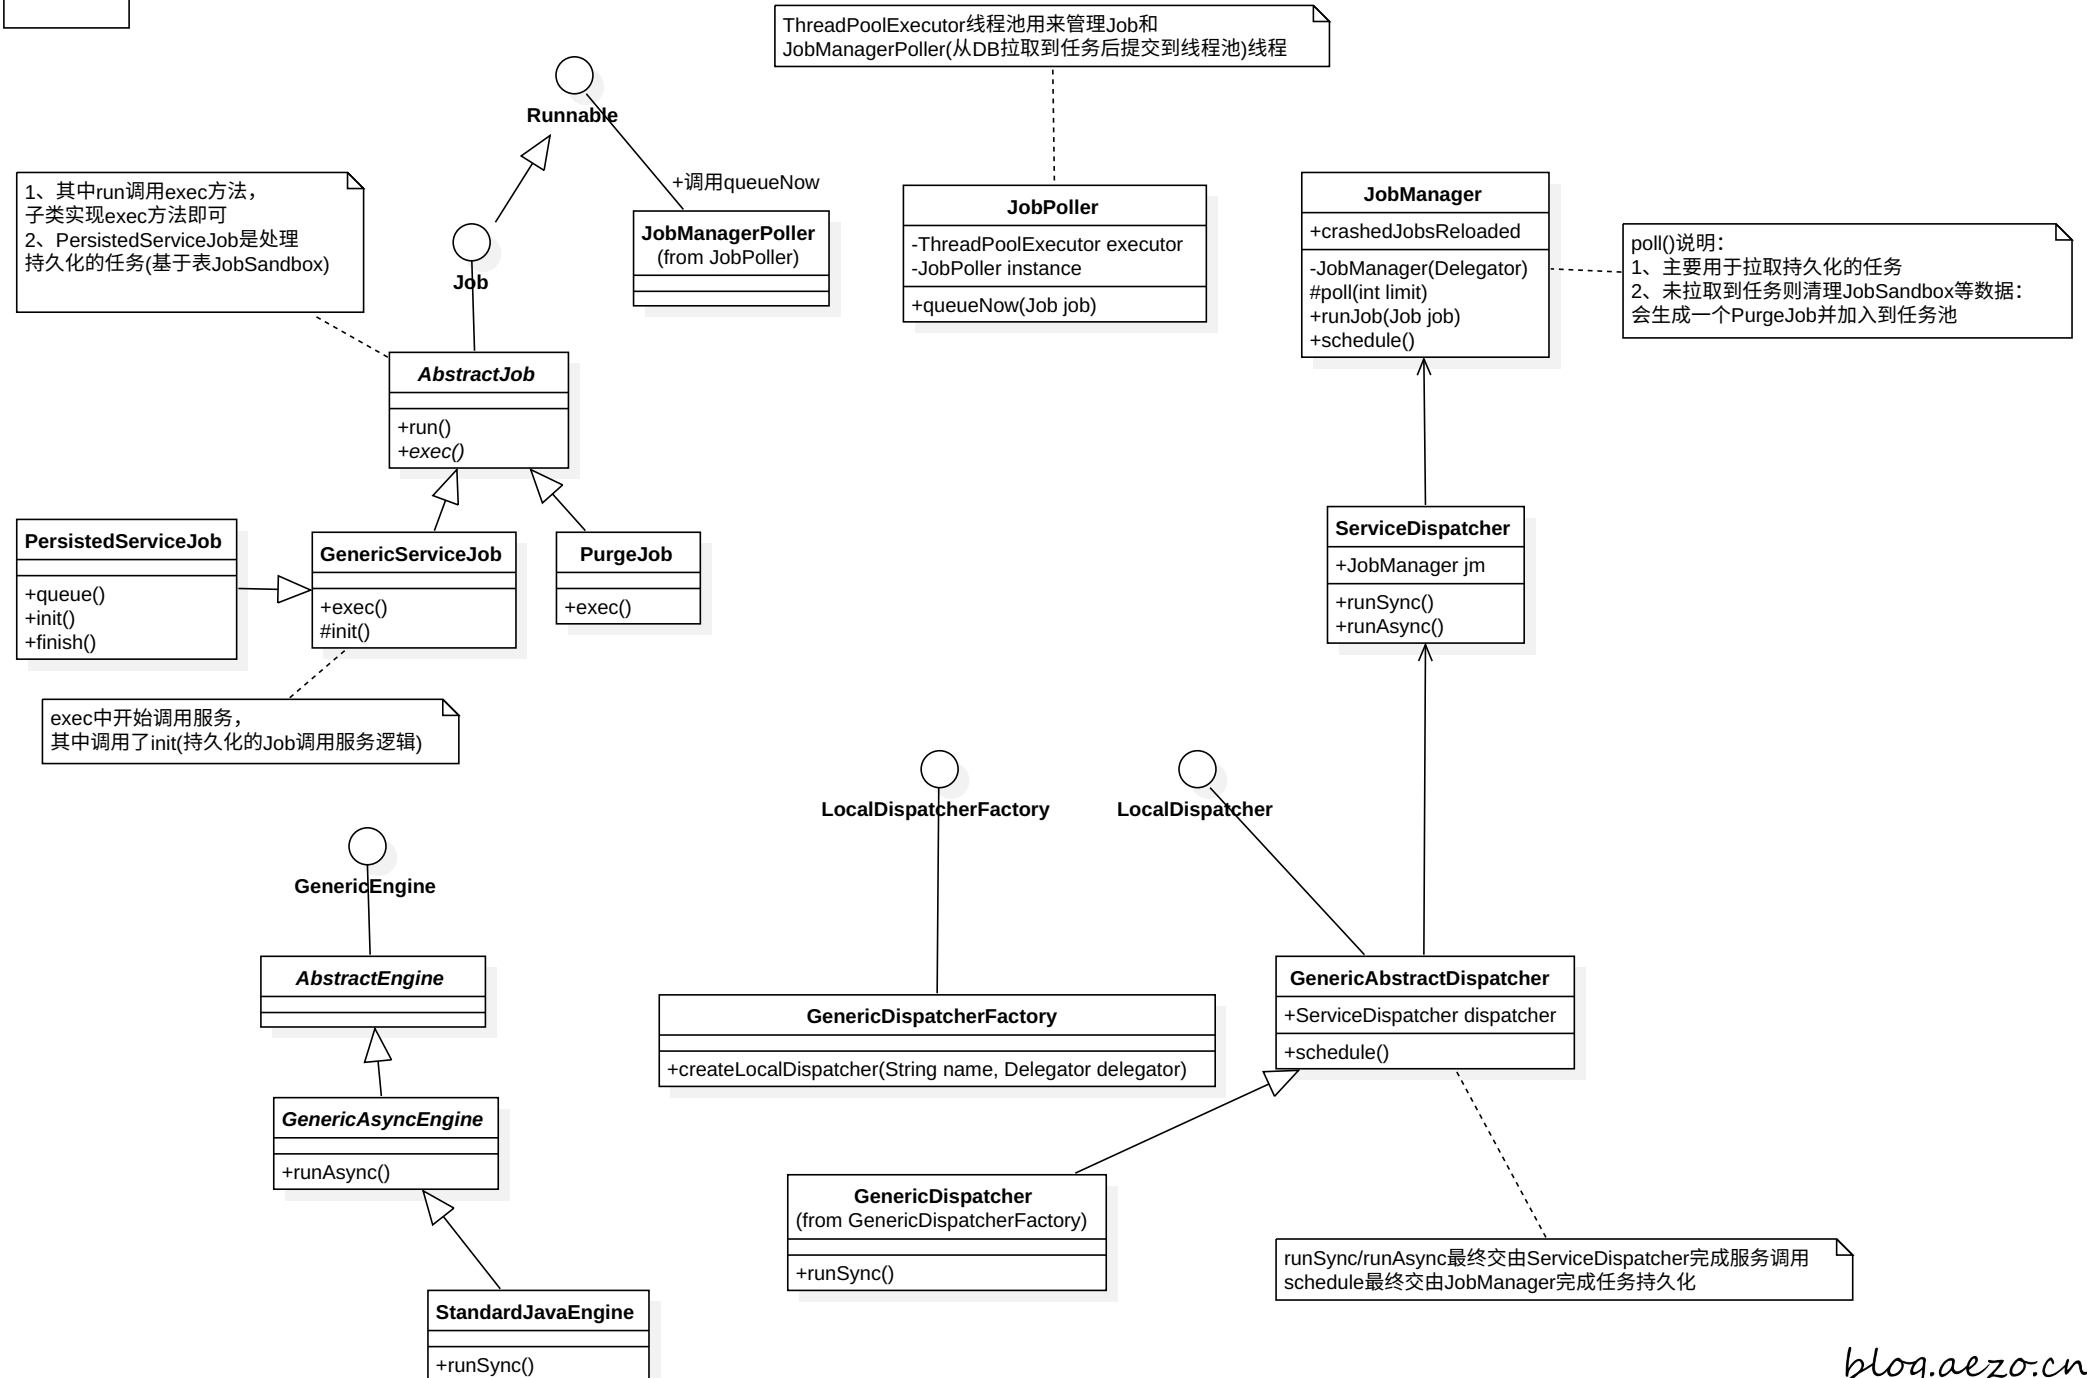 ThreadPoolExecutor线程池用来管理Job和
JobManagerPoller(从DB拉取到任务后提交到线程池)线程
Runnable
+调用queueNow
1、其中run调用exec方法，
子类实现exec方法即可
2、PersistedServiceJob是处理
持久化的任务(基于表JobSandbox)
Job
JobManagerPoller
(from JobPoller)
JobPoller
-ThreadPoolExecutor executor
-JobPoller instance
+queueNow(Job job)
JobManager
+crashedJobsReloaded
-JobManager(Delegator)
#poll(int limit)
+runJob(Job job)
+schedule()
poll()说明：
1、主要用于拉取持久化的任务
2、未拉取到任务则清理JobSandbox等数据：
会生成一个PurgeJob并加入到任务池
AbstractJob
+run()
+exec()
PersistedServiceJob
+queue()
+init()
+finish()
GenericServiceJob
+exec()
#init()
PurgeJob
+exec()
ServiceDispatcher
+JobManager jm
+runSync()
+runAsync()
exec中开始调用服务，
其中调用了init(持久化的Job调用服务逻辑)
LocalDispatcherFactory
LocalDispatcher
GenericEngine
AbstractEngine
GenericDispatcherFactory
+createLocalDispatcher(String name, Delegator delegator)
GenericAbstractDispatcher
+ServiceDispatcher dispatcher
+schedule()
GenericAsyncEngine
+runAsync()
GenericDispatcher
(from GenericDispatcherFactory)
+runSync()
runSync/runAsync最终交由ServiceDispatcher完成服务调用
schedule最终交由JobManager完成任务持久化
StandardJavaEngine
+runSync()
blog.aezo.cn